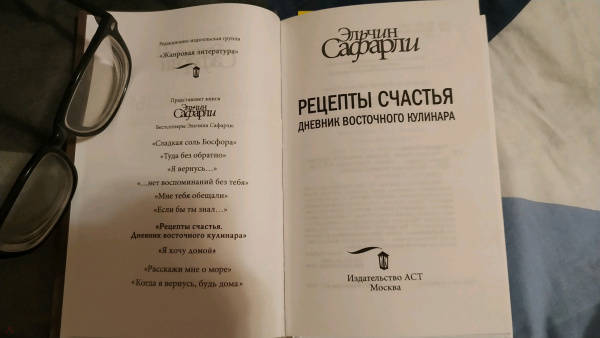 Редакционно-издательская группа
«Жанровая литература»
Представляет книги
Эльчин
Сафарли
Бестселлеры Эльчина Сафарли
«Сладкая соль Босфора»
«Туда без обратно»
«Я вернусь...»
«...нет воспоминаний без тебя»
«Мне тебя обещали»
«Если бы ты знал...»
«Рецепты счастья.
Дневник восточного кулинара»
«Я хочу домой»
«Расскажи мне о море»
«Когда я вернусь, будь дома»
Эльчин
Сафарли
РЕЦЕПТЫ СЧАСТЬЯ
ДНЕВНИК ВОСТОЧНОГО КУЛИНАРА
Издательство АСТ
Москва